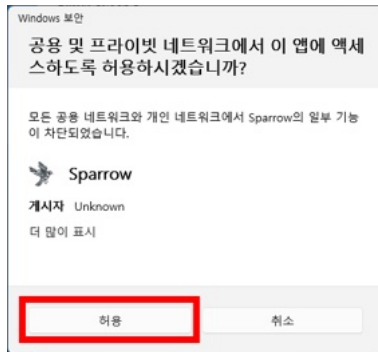 Windows 보안
공용 및 프라이빗 네트워크에서 이 앱에 액세
스하도록 허용하시겠습니까?
모든 공용 네트워크와 개인 네트워크에서 Sparrow의 일부 기능
이 차단되었습니다.
Sparrow
게시자 Unknown
더 많이 표시
허용 취소